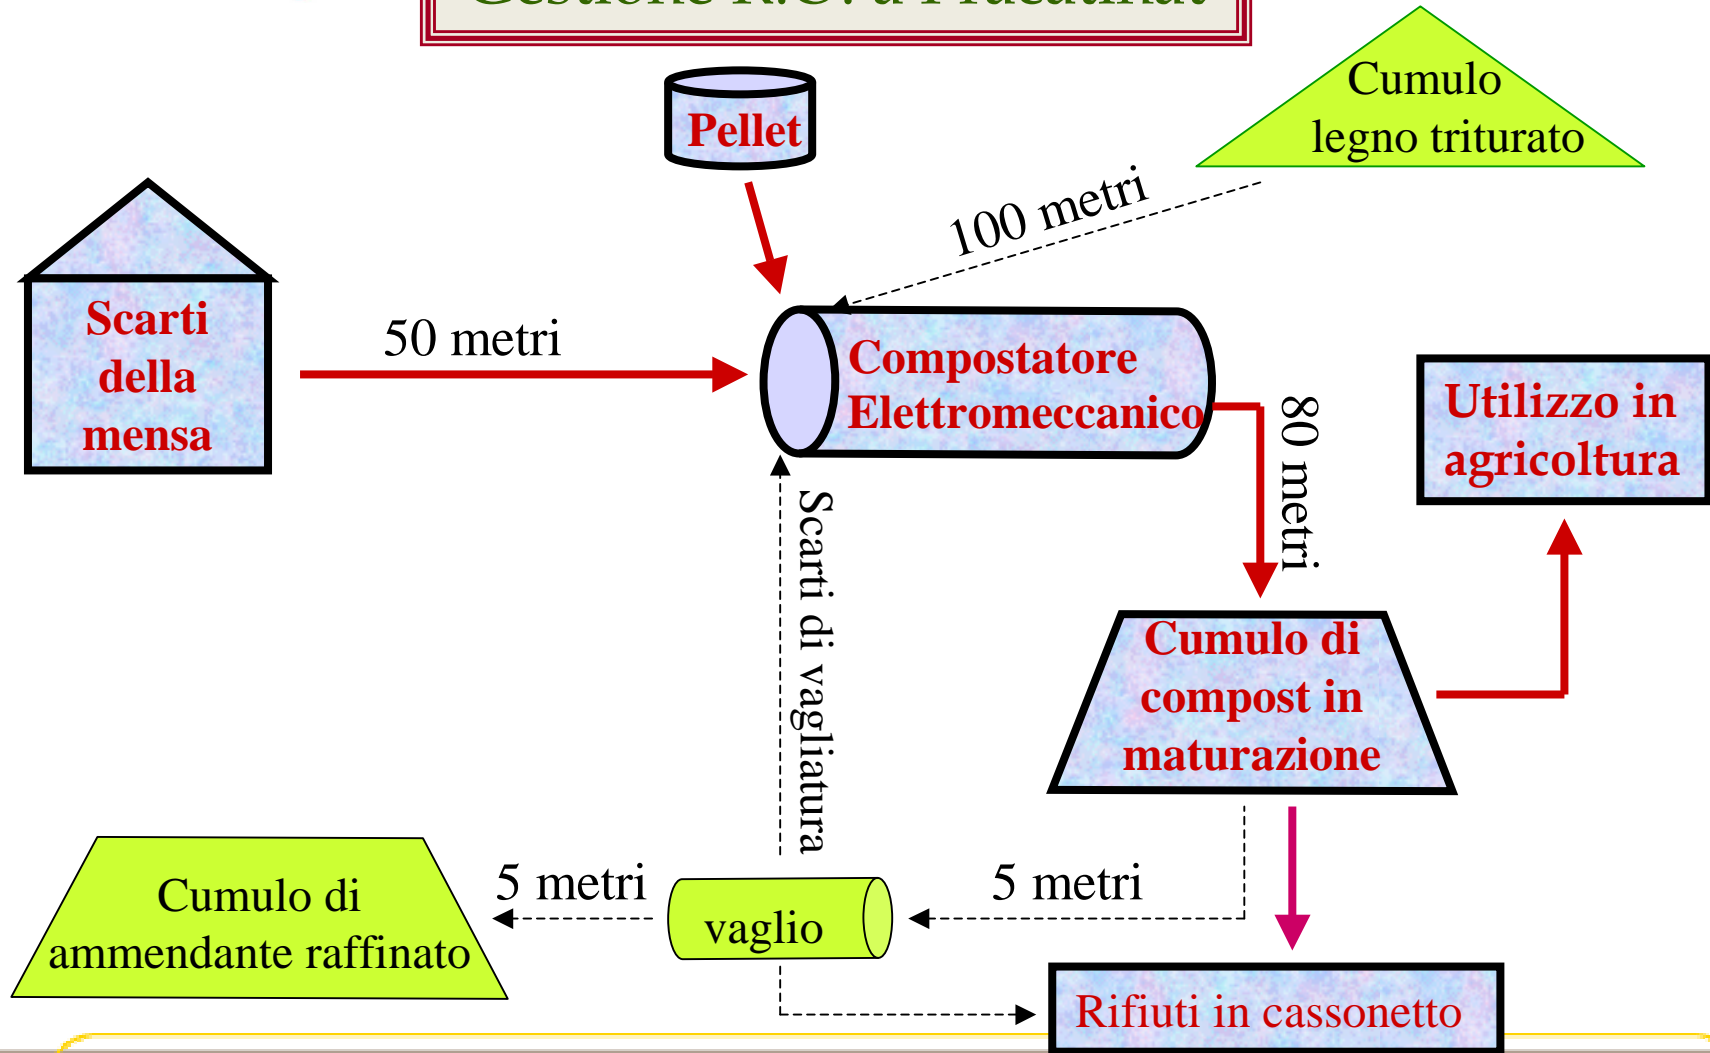 Gestione R.O. a Pracatinat
Pellet
Cumulo
legno triturato
100 metri
Scarti
della
mensa
50 metri
Compostatore
Elettromeccanico
80 metri
Utilizzo in
agricoltura
Scarti di vagliatura
Cumulo di
compost in
maturazione
Cumulo di
ammendante raffinato
5 metri
vaglio
5 metri
Rifiuti in cassonetto